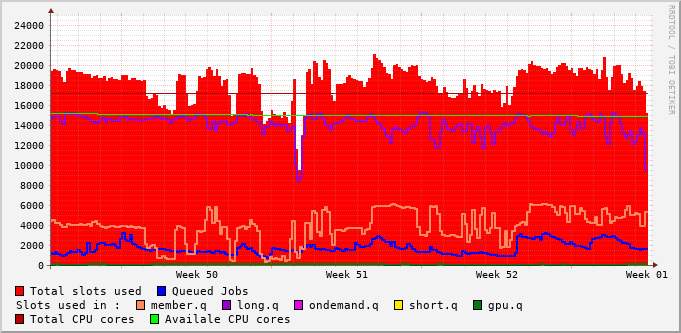 RRDTOOL / TOBI OETIKER
24000
22000
20000
18000
16000
14000
12000
10000
8000
6000
4000
2000
0
Week 50 Week 51 Week 52 Week 01
Total slots used Queued Jobs
Slots used in : member.q long.q ondemand.q short.q gpu.q
Total CPU cores Availale CPU cores